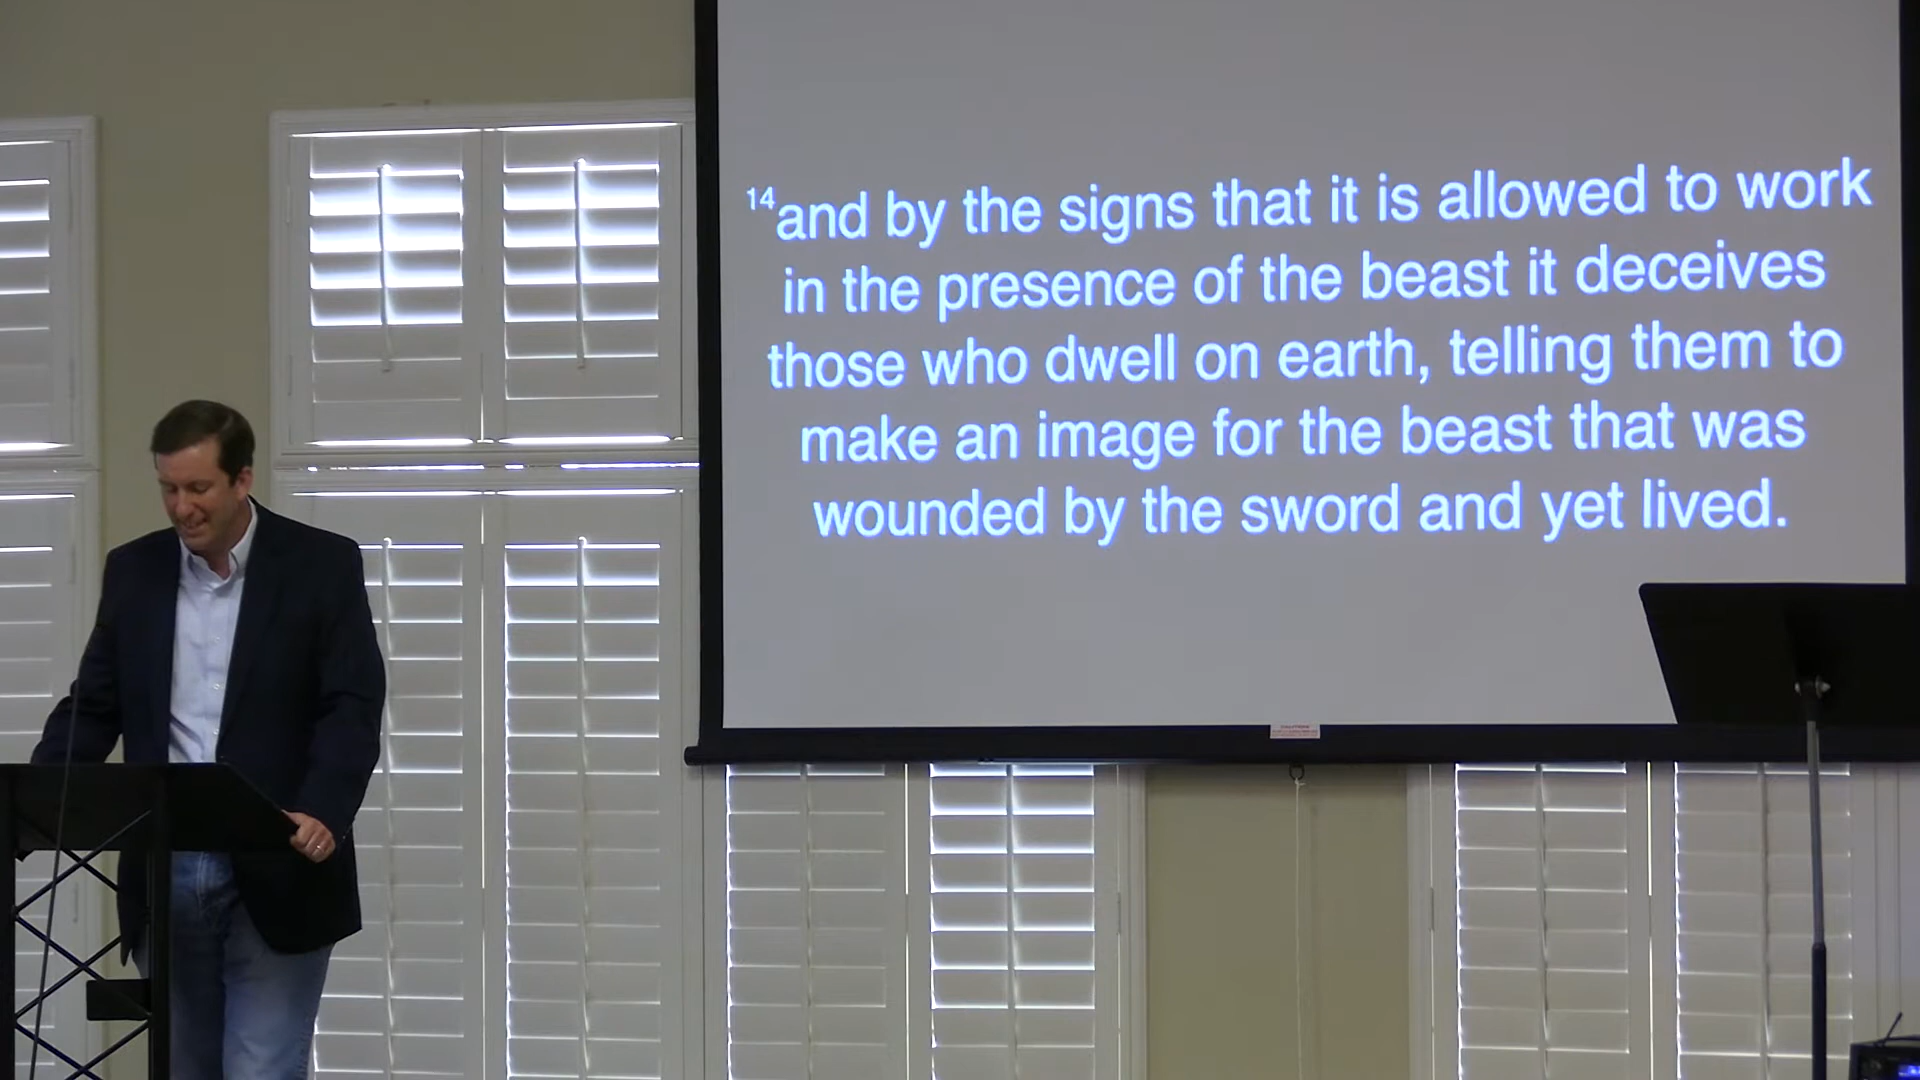 14and by the signs that it is allowed to work
in the presence of the beast it deceives
those who dwell on earth, telling them to
make an image for the beast that was
wounded by the sword and yet lived.